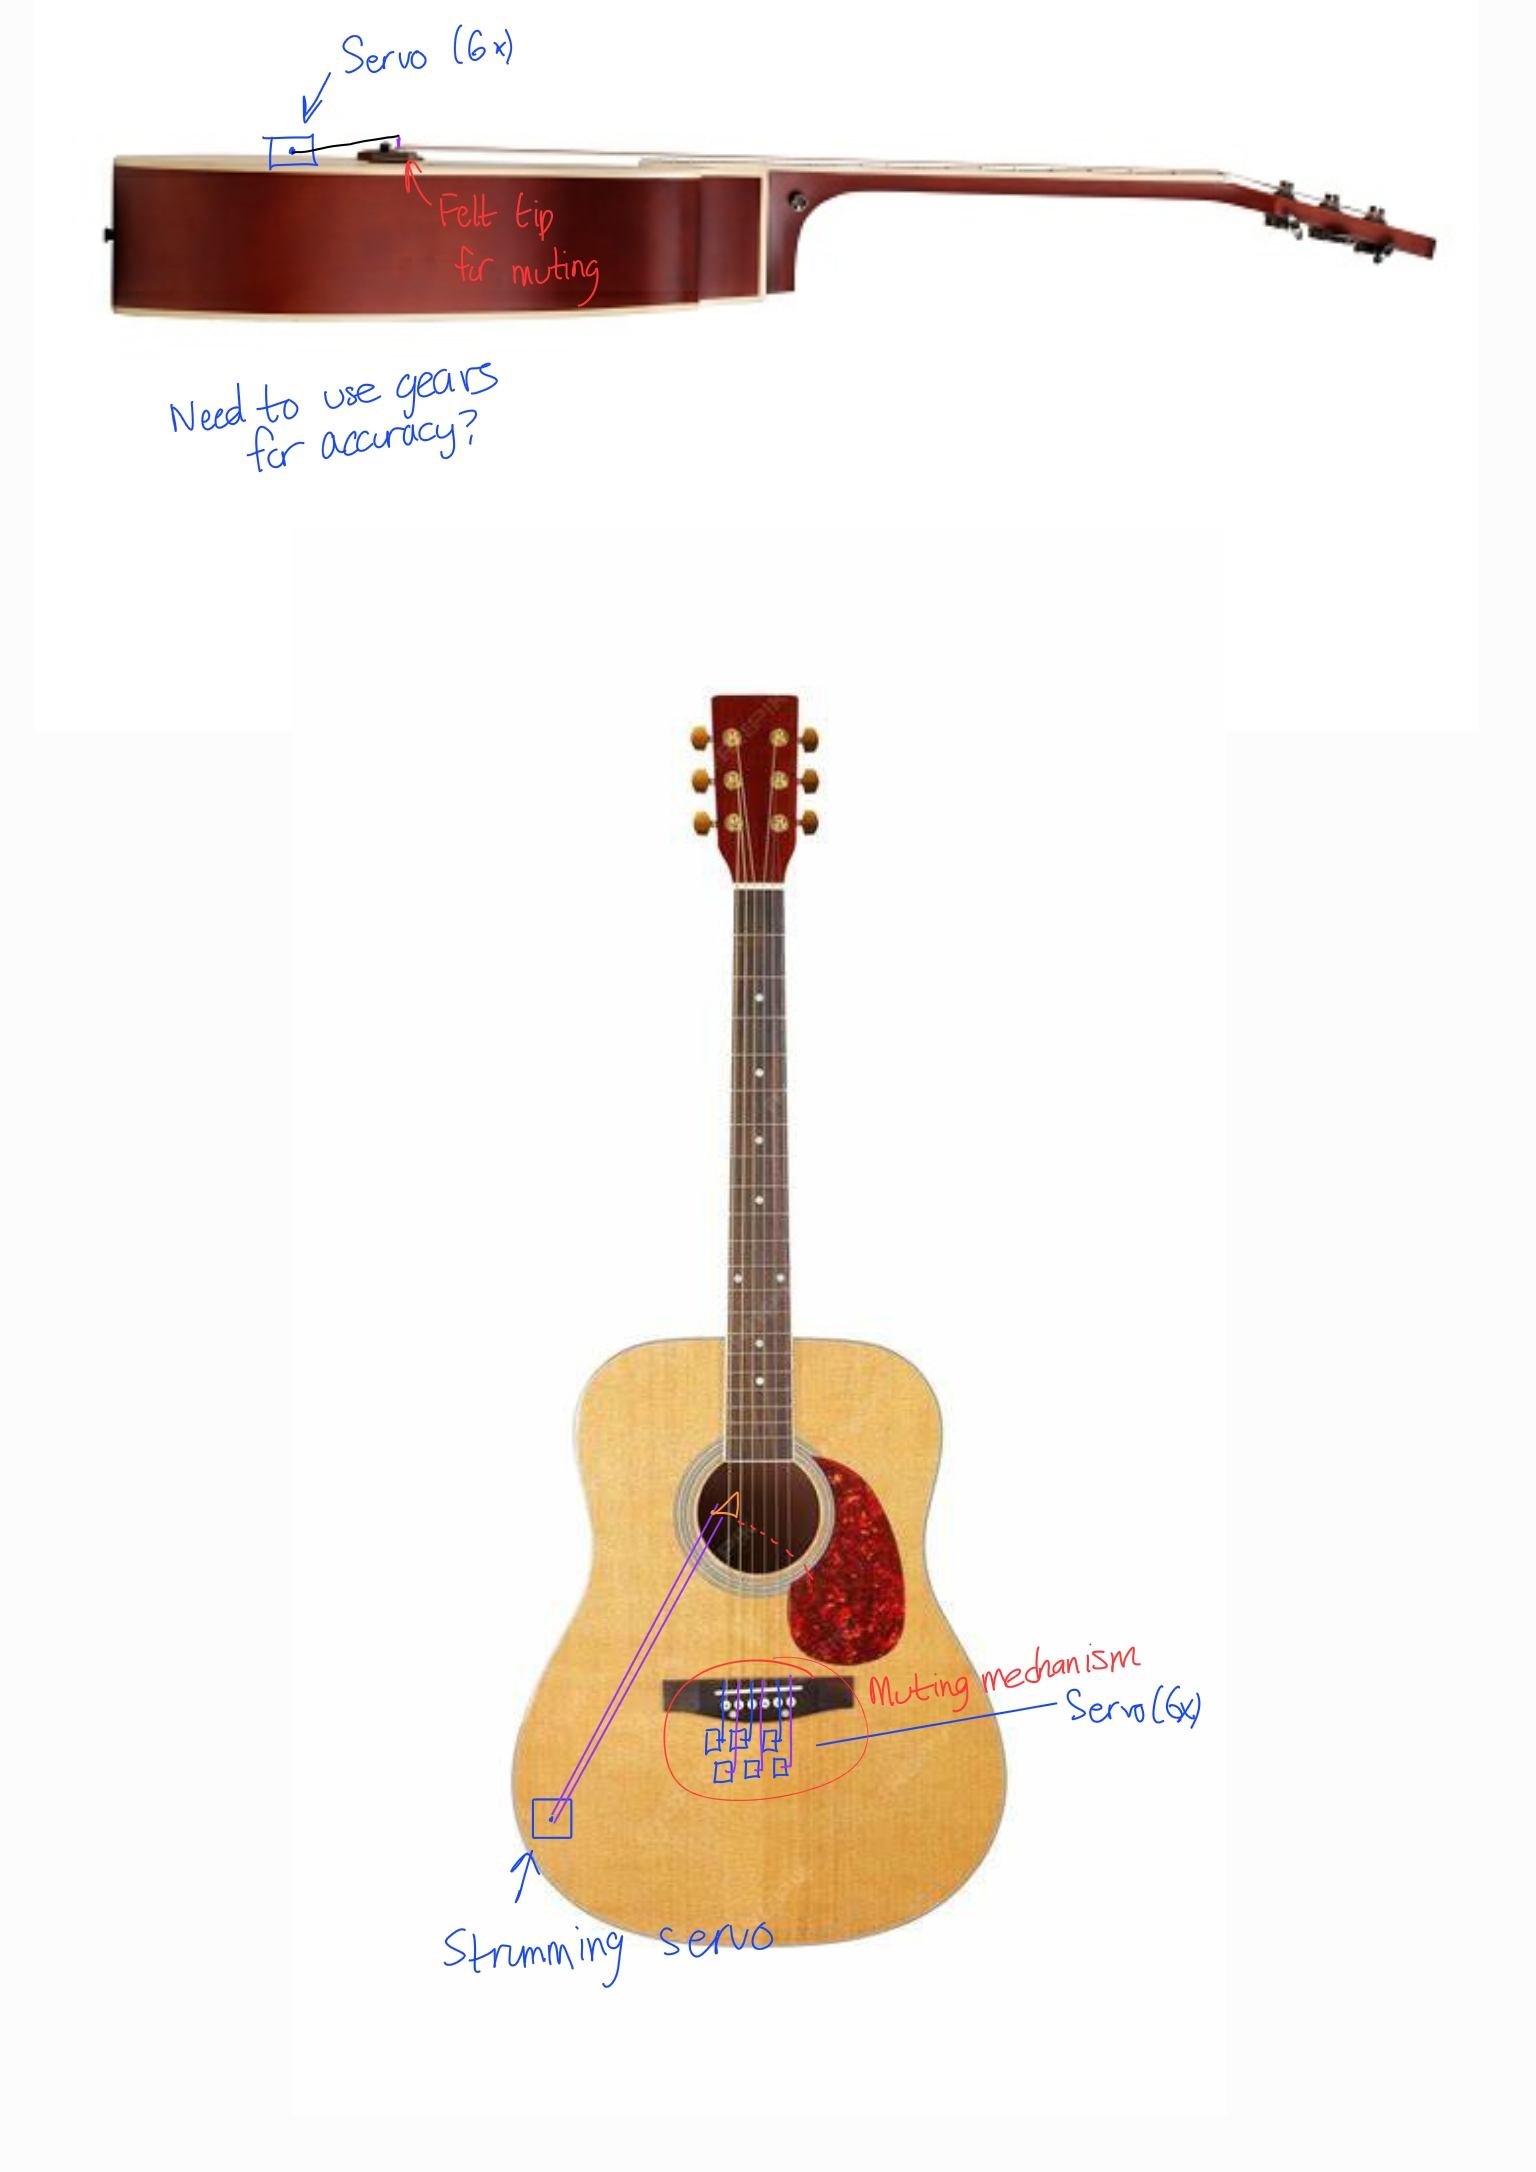 Servo (6x)
Felt tip
for muting
Need to use gears
for accuracy?
Muting mechanism
Servo (6x)
Strumming servo